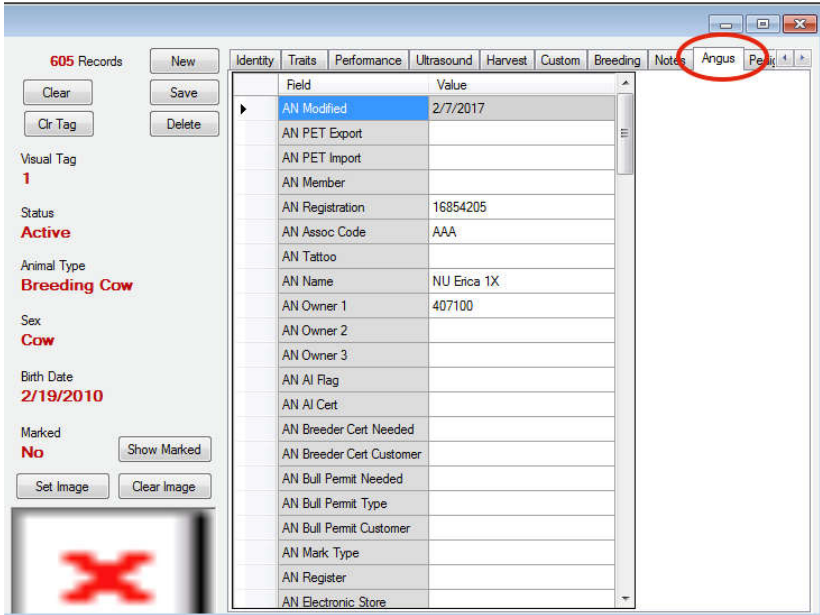 605 Records
New
Clear
Save
Clr Tag
Delete
Visual Tag
1
Status
Active
Animal Type
Breeding Cow
Sex
Cow
Birth Date
2/19/2010
Marked
No
Show Marked
Set Image
Clear Image
Identity Traits Performance Ultrasound Harvest Custom Breeding Notes Angus
Field Value
AN Modified 2/7/2017
AN PET Export
AN PET Import
AN Member
AN Registration 16854205
AN Assoc Code AAA
AN Tattoo
AN Name NU Erica 1X
AN Owner 1 407100
AN Owner 2
AN Owner 3
AN AI Flag
AN AI Cert
AN Breeder Cert Needed
AN Breeder Cert Customer
AN Bull Permit Needed
AN Bull Permit Type
AN Bull Permit Customer
AN Mark Type
AN Register
AN Electronic Store